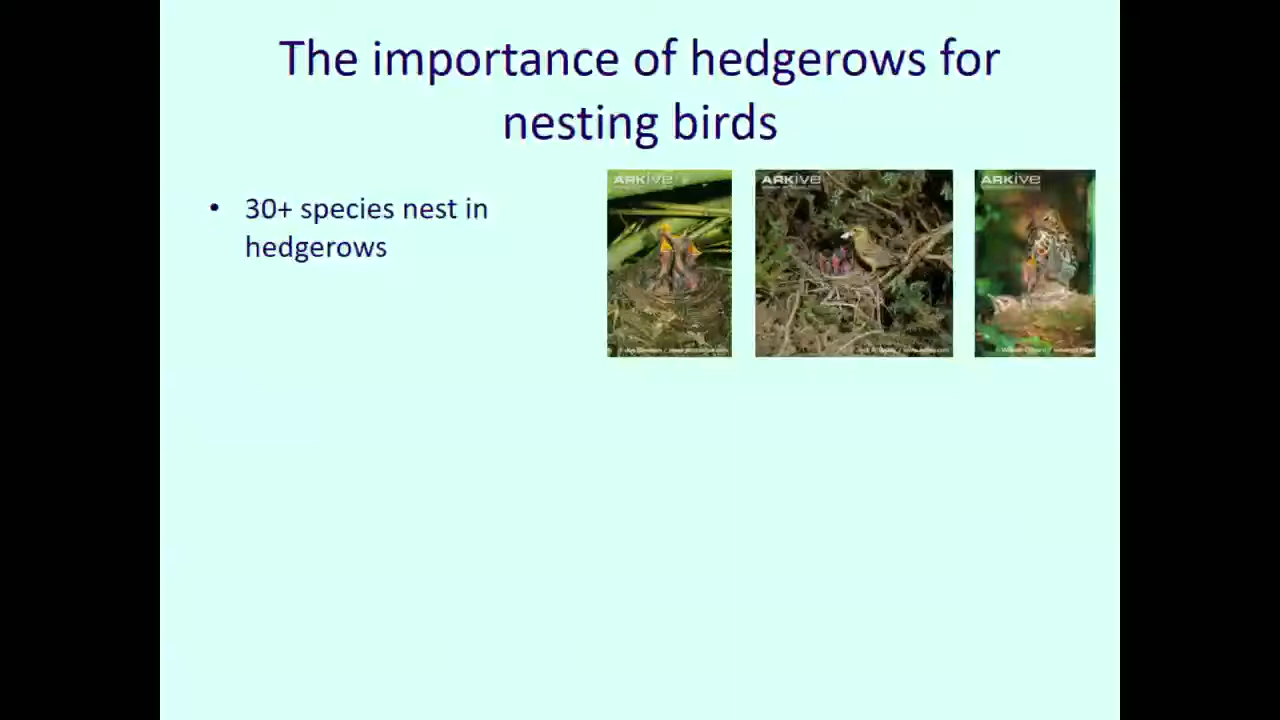 The importance of hedgerows for
nesting birds
• 30+ species nest in
hedgerows
ARKive
ARKive
ARKive